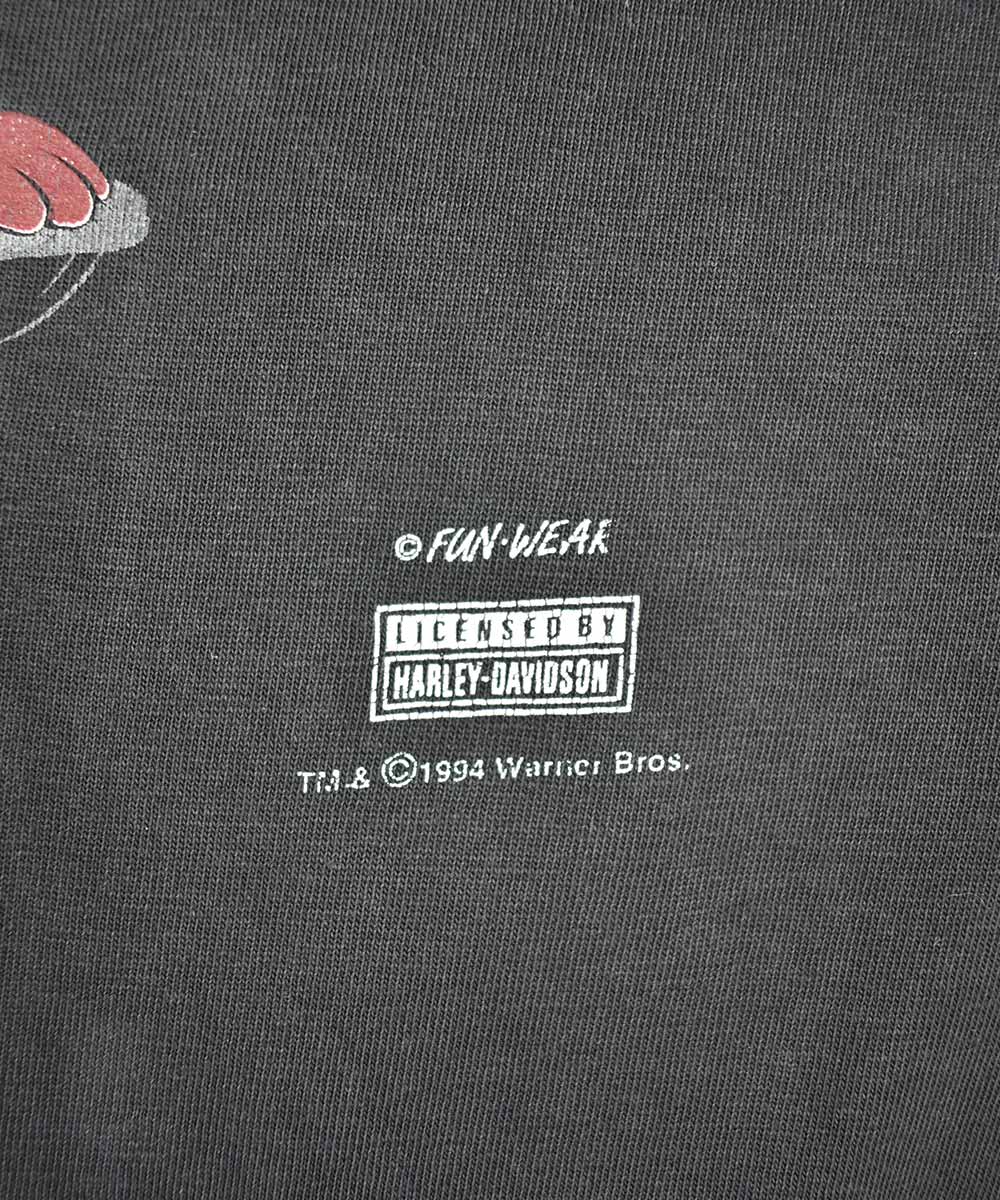 © FUN·WEAR
LICENSED BY
HARLEY-DAVIDSON
TM & ©1994 Warner Bros.